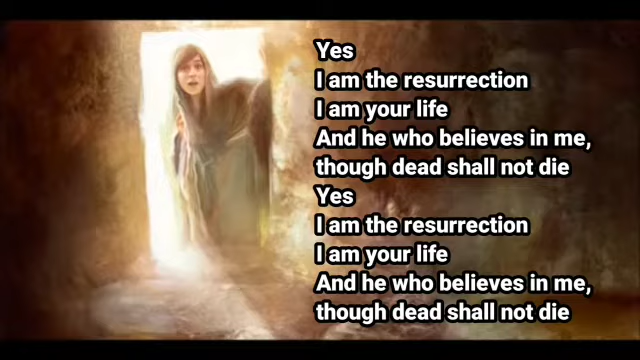 Yes
I am the resurrection
I am your life
And he who believes in me,
though dead shall not die
Yes
I am the resurrection
I am your life
And he who believes in me,
though dead shall not die